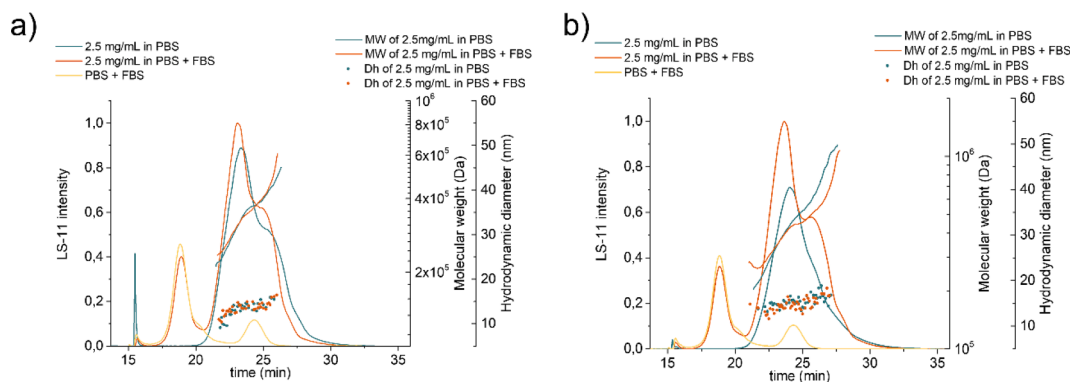 a)
2.5 mg/mL in PBS
2.5 mg/mL in PBS + FBS
PBS + FBS
MW of 2.5mg/mL in PBS
MW of 2.5 mg/mL in PBS + FBS
Dh of 2.5 mg/mL in PBS
Dh of 2.5 mg/mL in PBS + FBS
1,0
0,8
0,6
0,4
0,2
0,0
LS-11 intensity
15
20
25
30
35
time (min)
10⁶
8x10⁵
6x10⁵
4x10⁵
2x10⁵
Molecular weight (Da)
60
50
45
40
35
30
25
20
15
10
Hydrodynamic diameter (nm)
b)
2.5 mg/mL in PBS
2.5 mg/mL in PBS + FBS
PBS + FBS
MW of 2.5mg/mL in PBS
MW of 2.5 mg/mL in PBS + FBS
Dh of 2.5 mg/mL in PBS
Dh of 2.5 mg/mL in PBS + FBS
1,0
0,8
0,6
0,4
0,2
0,0
LS-11 intensity
15
20
25
30
35
time (min)
10⁶
10⁵
Molecular weight (Da)
60
50
45
40
35
30
25
20
15
10
5
Hydrodynamic diameter (nm)